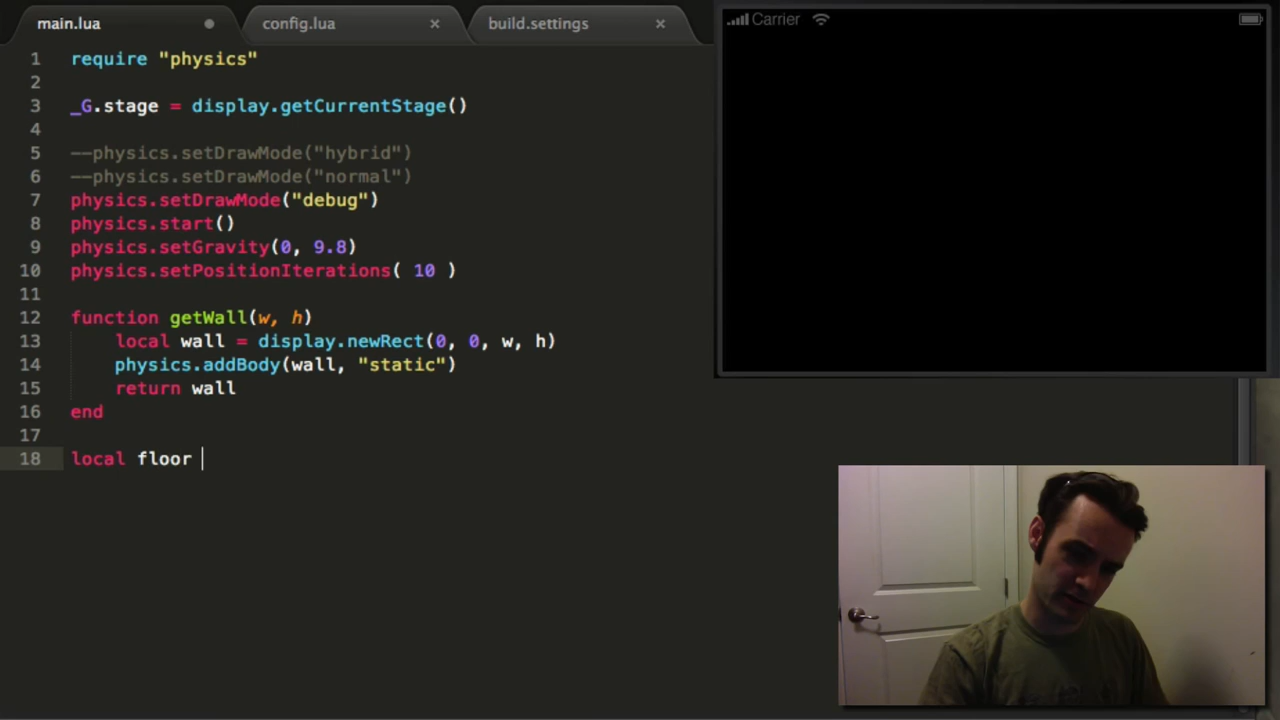 main.lua
config.lua
build.settings
Carrier
1 require "physics"
2
3 _G.stage = display.getCurrentStage()
4
5 --physics.setDrawMode("hybrid")
6 --physics.setDrawMode("normal")
7 physics.setDrawMode("debug")
8 physics.start()
9 physics.setGravity(0, 9.8)
10 physics.setPositionIterations( 10 )
11
12 function getWall(w, h)
13 local wall = display.newRect(0, 0, w, h)
14 physics.addBody(wall, "static")
15 return wall
16 end
17
18 local floor